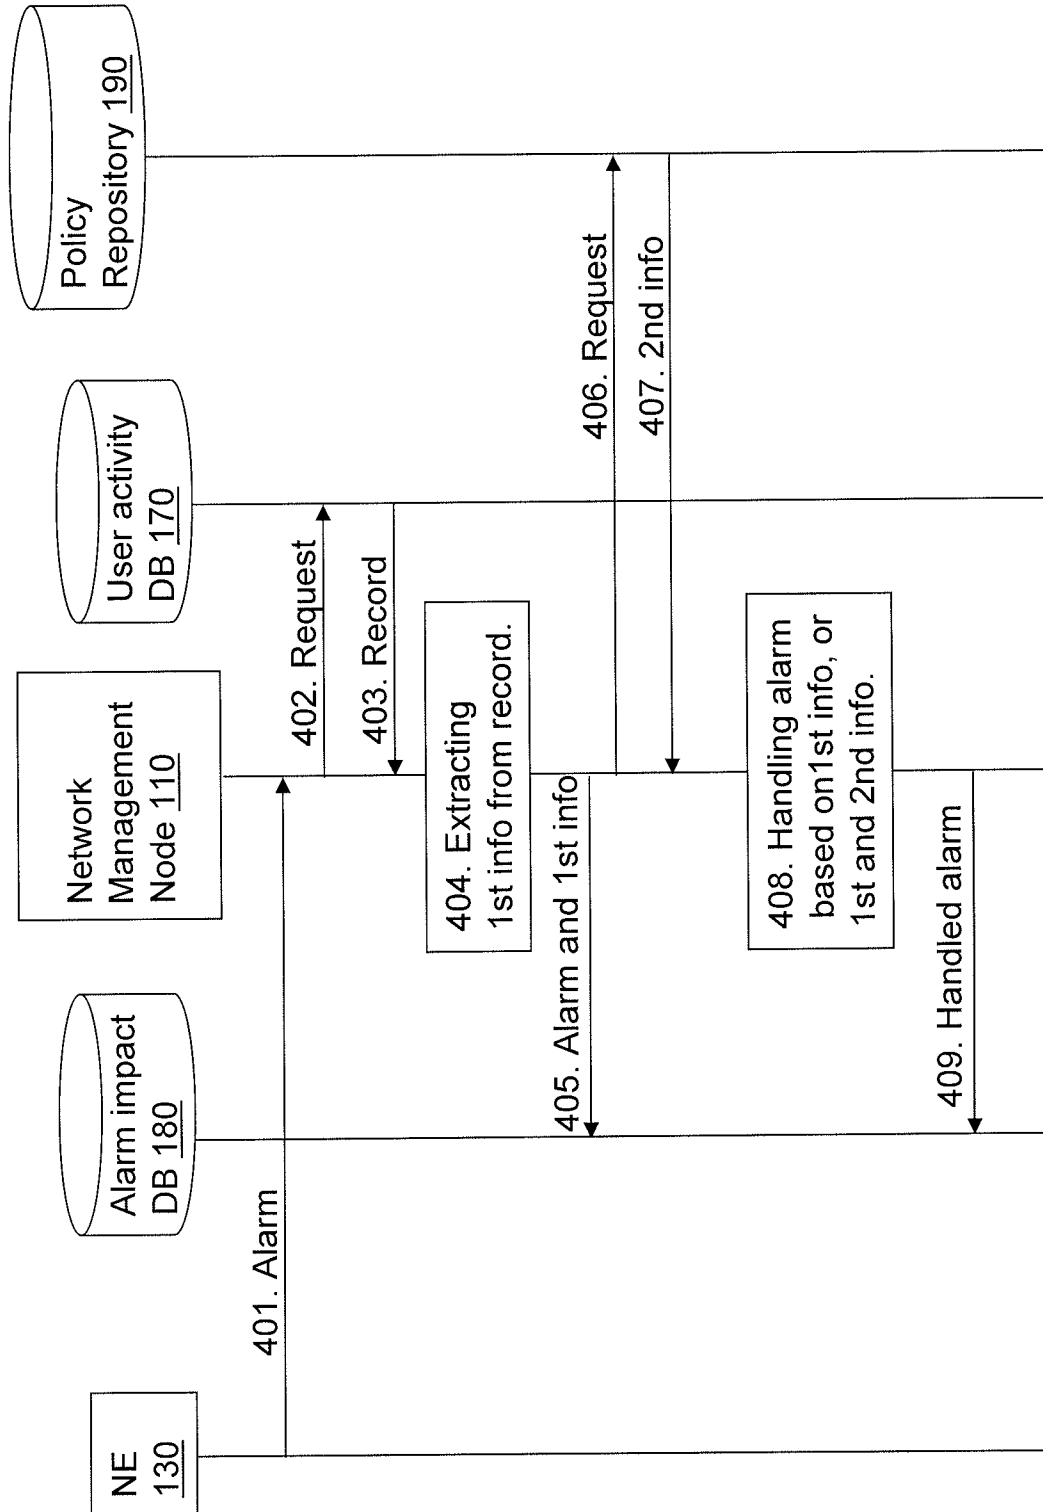 NE
130
Alarm impact
DB 180
Network
Management
Node 110
User activity
DB 170
Policy
Repository 190
401. Alarm
402. Request
403. Record
404. Extracting
1st info from record.
405. Alarm and 1st info
406. Request
407. 2nd info
408. Handling alarm
based on1st info, or
1st and 2nd info.
409. Handled alarm